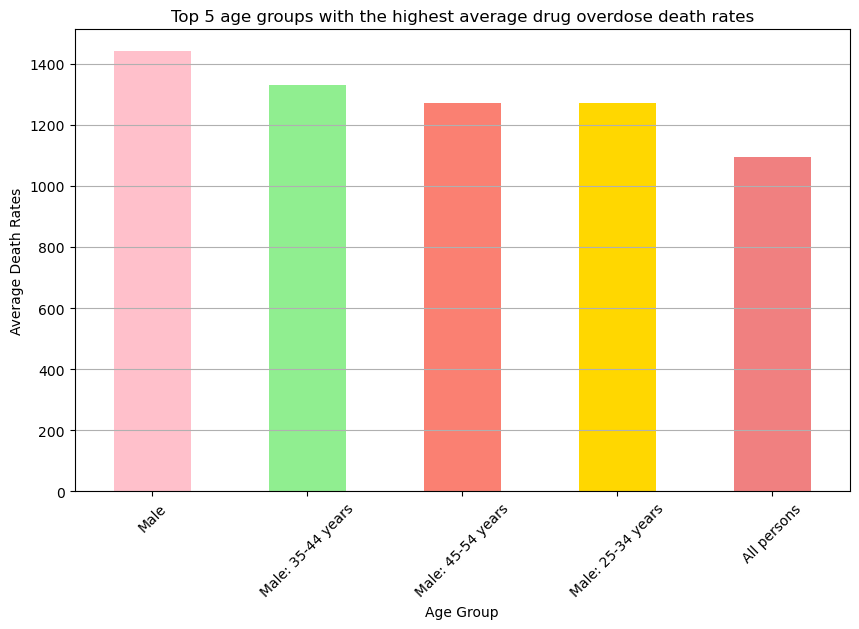 Top 5 age groups with the highest average drug overdose death rates
Average Death Rates
1400
1200
1000
800
600
400
200
0
Male
Male: 35-44 years
Male: 45-54 years
Male: 25-34 years
All persons
Age Group